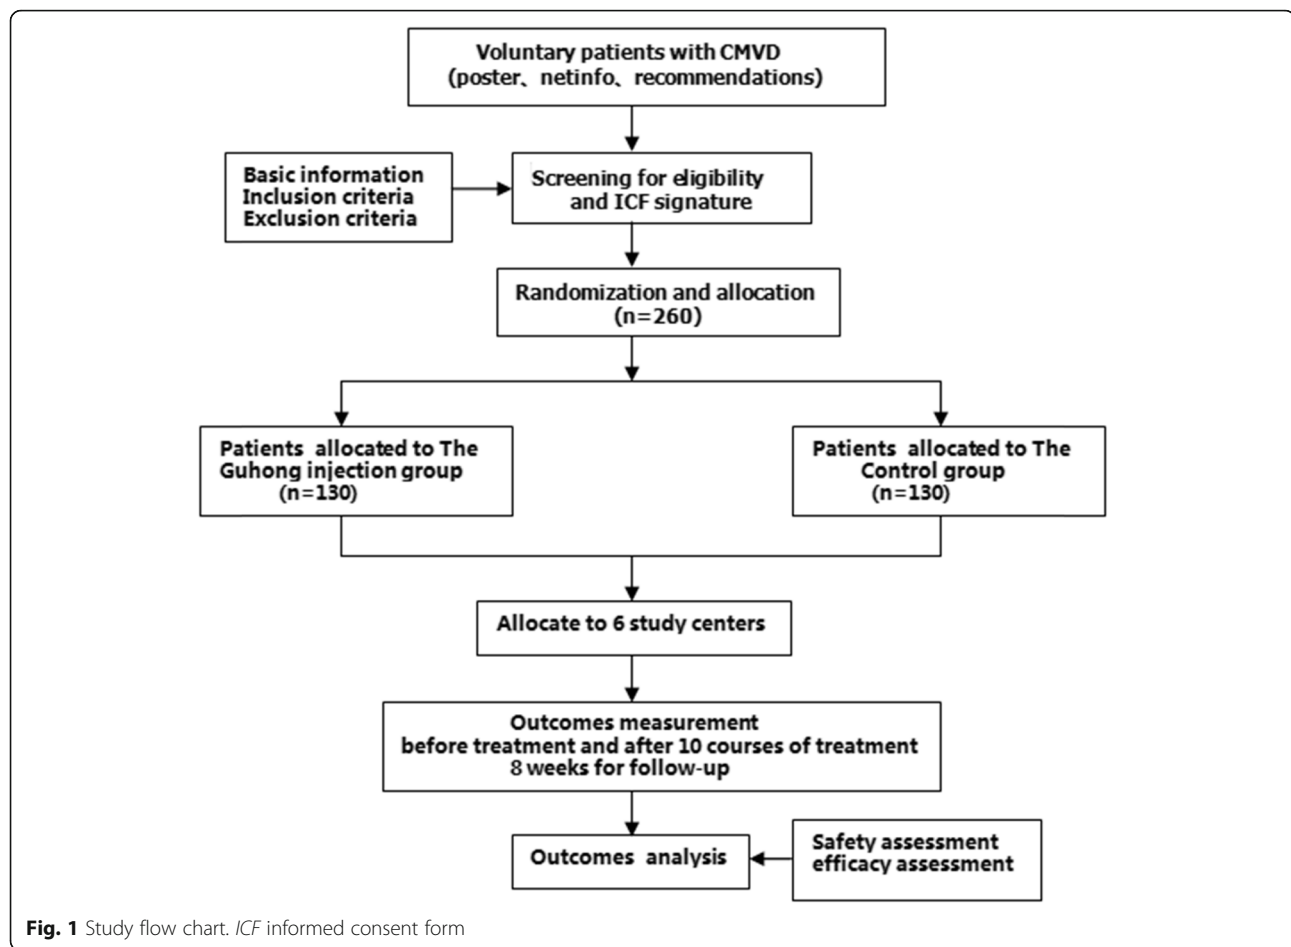 Voluntary patients with CMVD
(poster、netinfo、recommendations)
Basic information
Inclusion criteria
Exclusion criteria
Screening for eligibility
and ICF signature
Randomization and allocation
(n=260)
Patients allocated to The
Guhong injection group
(n=130)
Patients allocated to The
Control group
(n=130)
Allocate to 6 study centers
Outcomes measurement
before treatment and after 10 courses of treatment
8 weeks for follow-up
Outcomes analysis
Safety assessment
efficacy assessment
Fig. 1 Study flow chart. ICF informed consent form